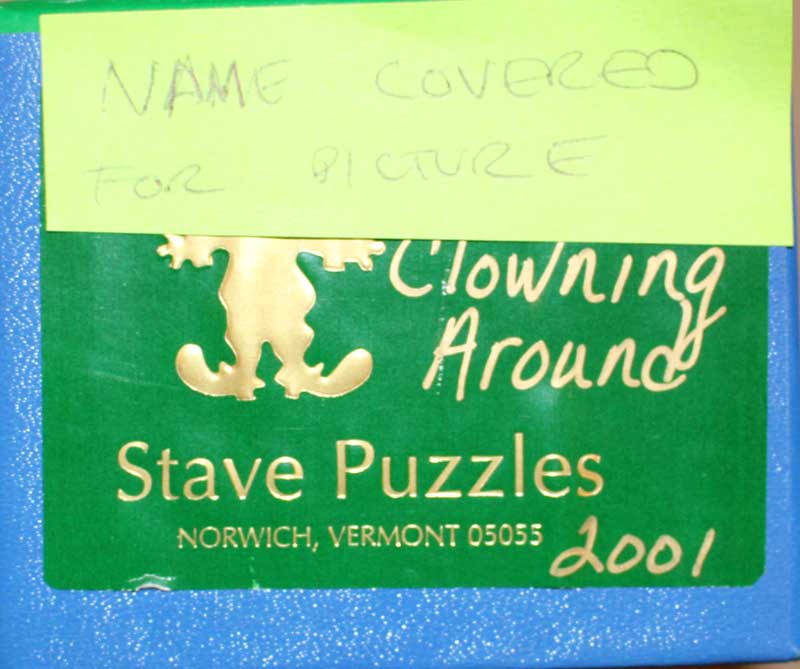 NAME COVERED
FOR PICTURE
Clowning
Around
Stave Puzzles
NORWICH, VERMONT 05055
2001